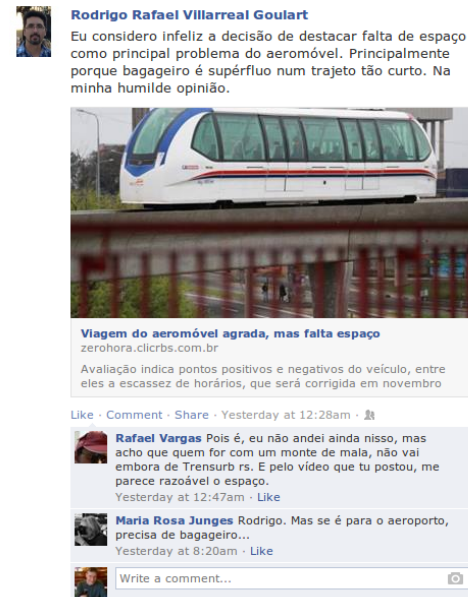 Rodrigo Rafael Villarreal Goulart
Eu considero infeliz a decisão de destacar falta de espaço
como principal problema do aeromóvel. Principalmente
porque bagageiro é supérfluo num trajeto tão curto. Na
minha humilde opinião.
Viagem do aeromóvel agrada, mas falta espaço
zerohora.clicrbs.com.br
Avaliação indica pontos positivos e negativos do veículo, entre
eles a escassez de horários, que será corrigida em novembro
Like · Comment · Share · Yesterday at 12:28am ·
Rafael Vargas Pois é, eu não andei ainda nisso, mas
acho que quem for com um monte de mala, não vai
embora de Trensurb rs. E pelo vídeo que tu postou, me
parece razoável o espaço.
Yesterday at 12:47am · Like
Maria Rosa Junges Rodrigo. Mas se é para o aeroporto,
precisa de bagageiro...
Yesterday at 8:20am · Like
Write a comment...